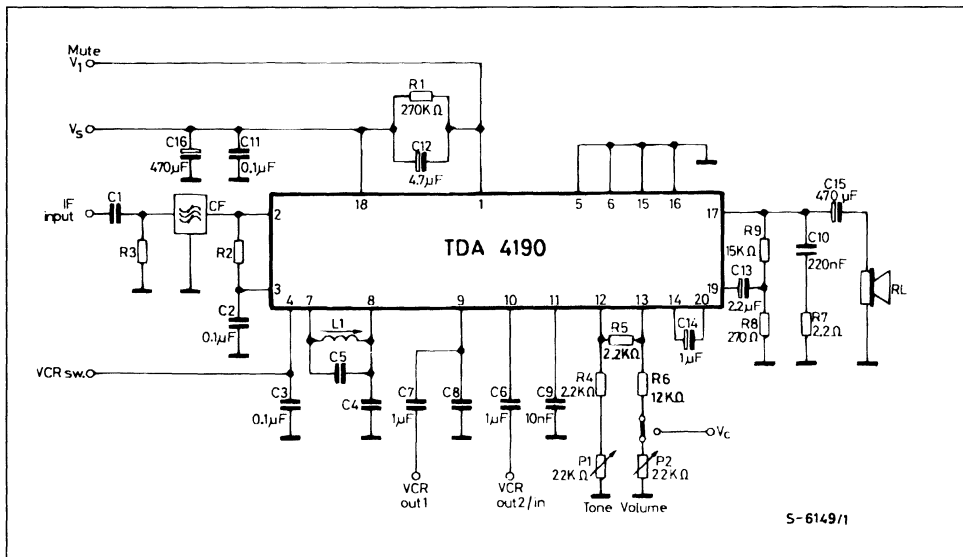 Mute
V1
R1
270KΩ
VS
C16
470µF
C11
0.1µF
C12
4.7µF
18 1 5 6 15 16
C15
470 µF
IF
input
C1
CF
2
17
R3
R2
TDA 4190
R9
15KΩ
C10
220nF
C13
2.2µF
RL
3
19
4 7 8 9 10 11 12 13 14 20
C2
0.1µF
L1
C5
R5
2.2KΩ
C14
1µF
R8
270Ω
R7
2.2Ω
VCR sw.
C3
0.1µF
C4
C7
1µF
C8
C6
1µF
C9
10nF
R4
2.2KΩ
R6
12KΩ
VC
P1
22KΩ
P2
22KΩ
VCR
out1
VCR
out2/in
Tone Volume
S-6149/1